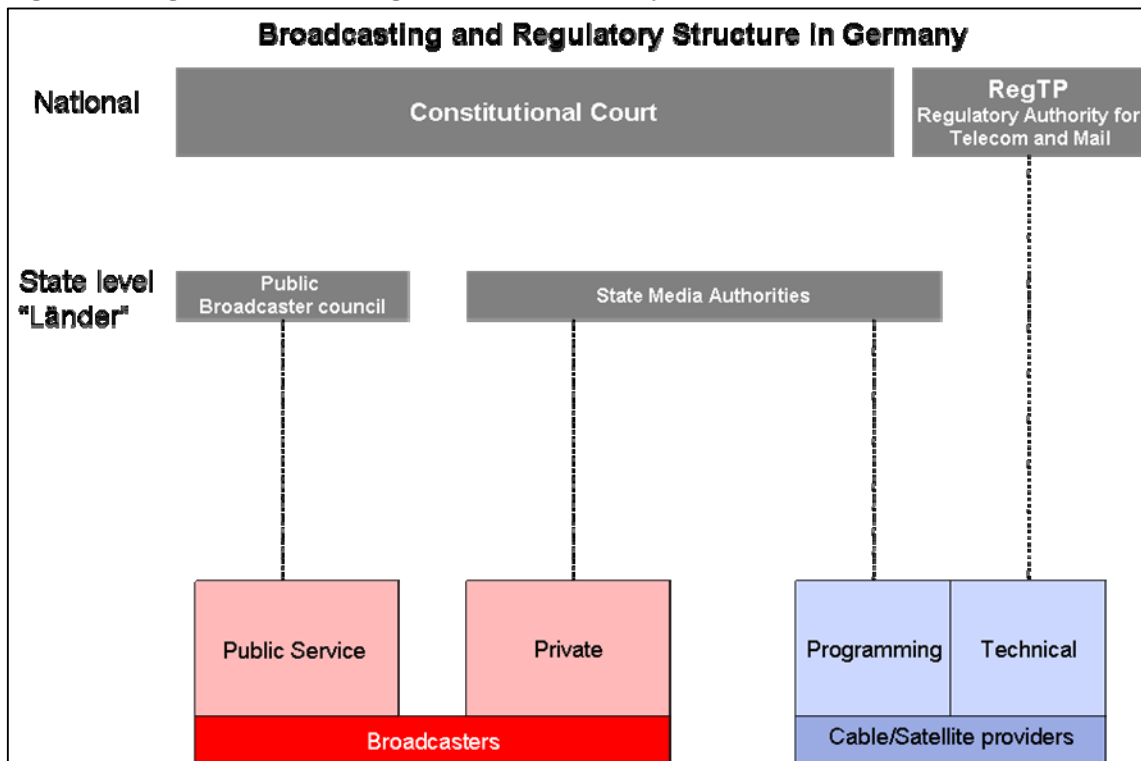 Broadcasting and Regulatory Structure in Germany
National
Constitutional Court
RegTP
Regulatory Authority for
Telecom and Mail
State level
"Länder"
Public
Broadcaster council
State Media Authorities
Public Service
Private
Programming
Technical
Broadcasters
Cable/Satellite providers